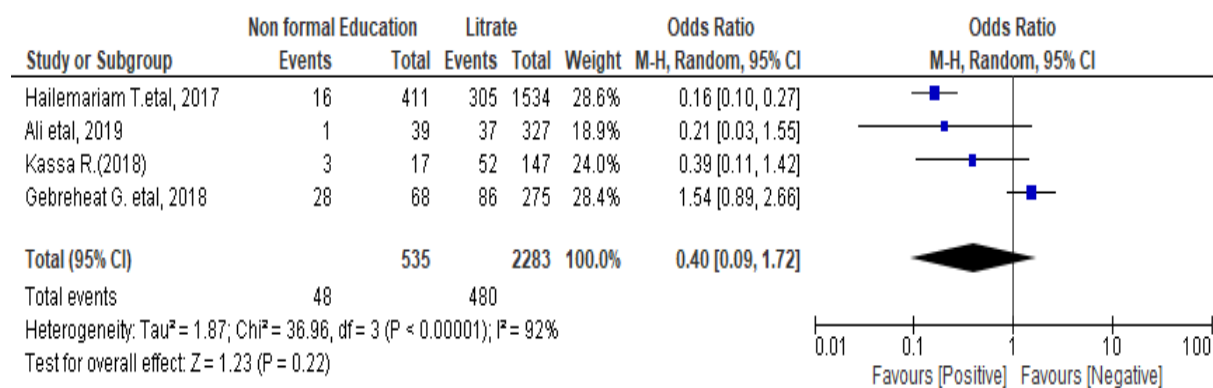 Non formal Education Litrate Odds Ratio Odds Ratio
Study or Subgroup Events Total Events Total Weight M-H, Random, 95% CI M-H, Random, 95% CI
Hailemariam T.etal, 2017 16 411 305 1534 28.6% 0.16 [0.10, 0.27]
Ali etal, 2019 1 39 37 327 18.9% 0.21 [0.03, 1.55]
Kassa R.(2018) 3 17 52 147 24.0% 0.39 [0.11, 1.42]
Gebreheat G. etal, 2018 28 68 86 275 28.4% 1.54 [0.89, 2.66]
Total (95% CI) 535 2283 100.0% 0.40 [0.09, 1.72]
Total events 48 480
Heterogeneity: Tau² = 1.87; Chi² = 36.96, df = 3 (P < 0.00001); I² = 92%
Test for overall effect: Z = 1.23 (P = 0.22)
0.01 0.1 1 10 100
Favours [Positive] Favours [Negative]